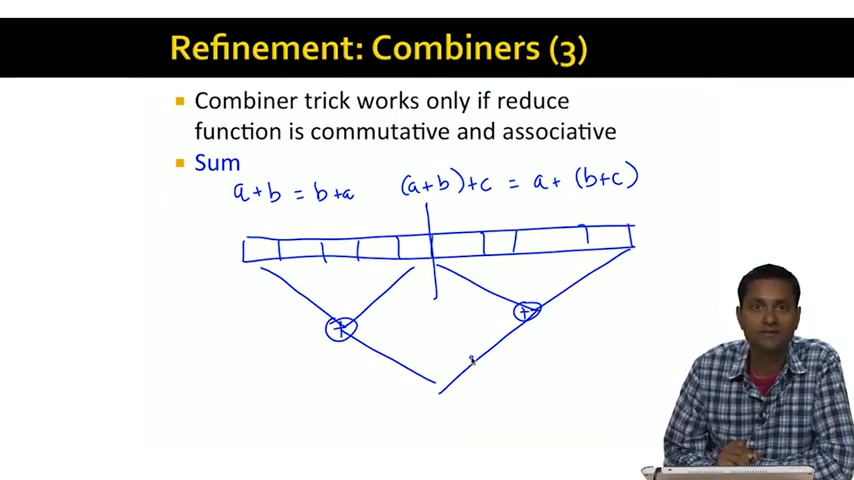 Refinement: Combiners (3)
Combiner trick works only if reduce
function is commutative and associative
Sum
a+b = b+a (a+b)+c = a+ (b+c)
+ +